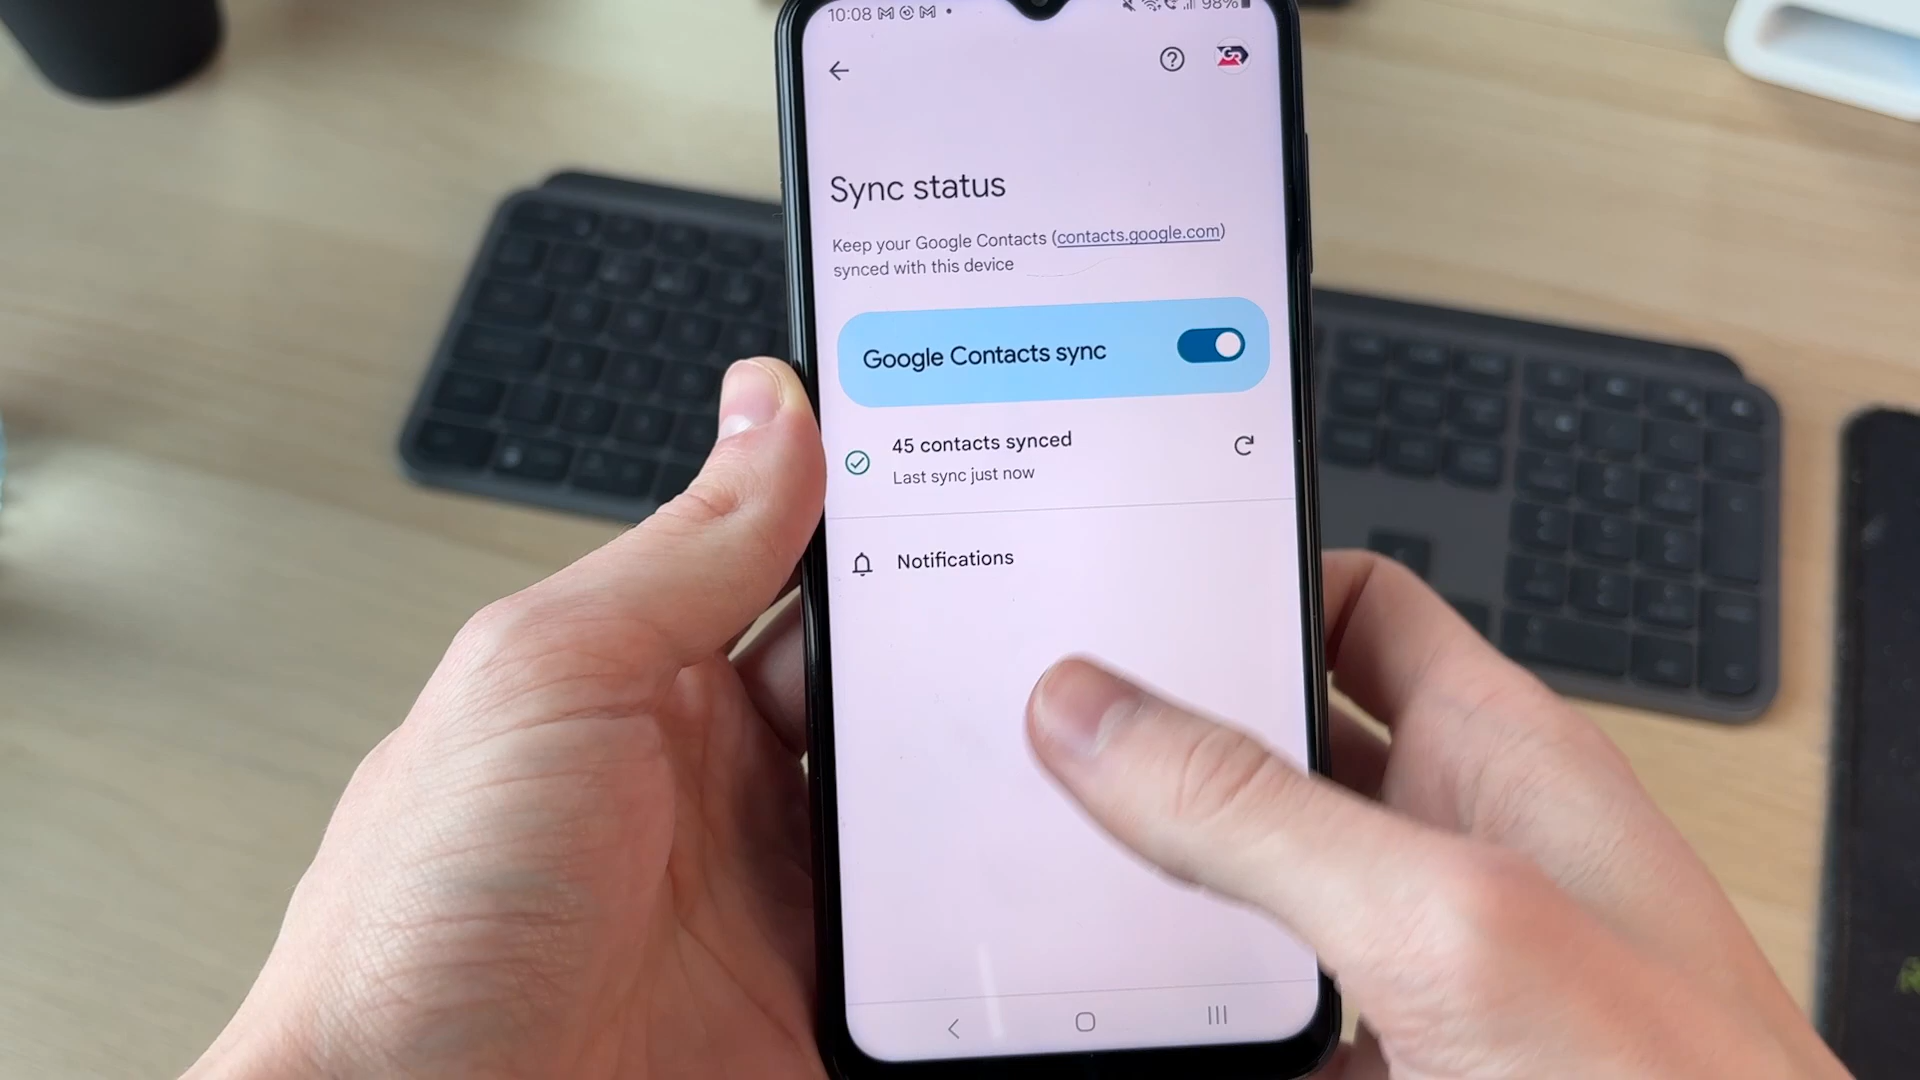 10:08
98%
Sync status
Keep your Google Contacts (contacts.google.com)
synced with this device
Google Contacts sync
45 contacts synced
Last sync just now
Notifications